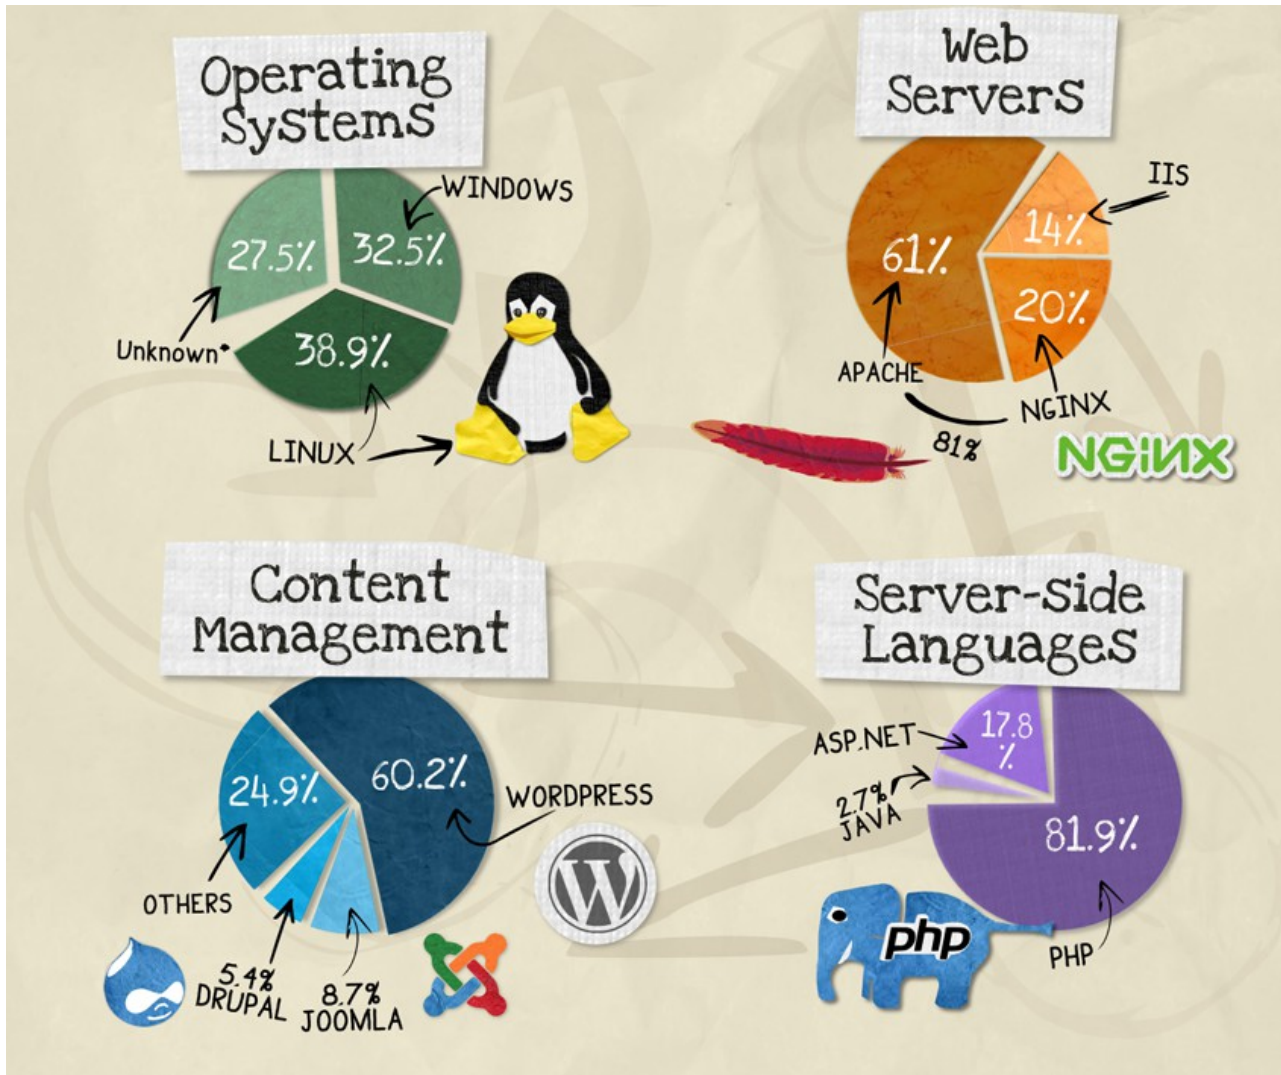 Operating
Systems
WINDOWS
27.5%
32.5%
Unknown*
38.9%
LINUX
Web
Servers
IIS
14%
61%
20%
APACHE
NGINX
81%
NGiNX
Content
Management
60.2%
24.9%
WORDPRESS
OTHERS
W
5.4%
DRUPAL
8.7%
JOOMLA
Server-side
Languages
17.8
%
ASP.NET
2.7%
JAVA
81.9%
php
PHP